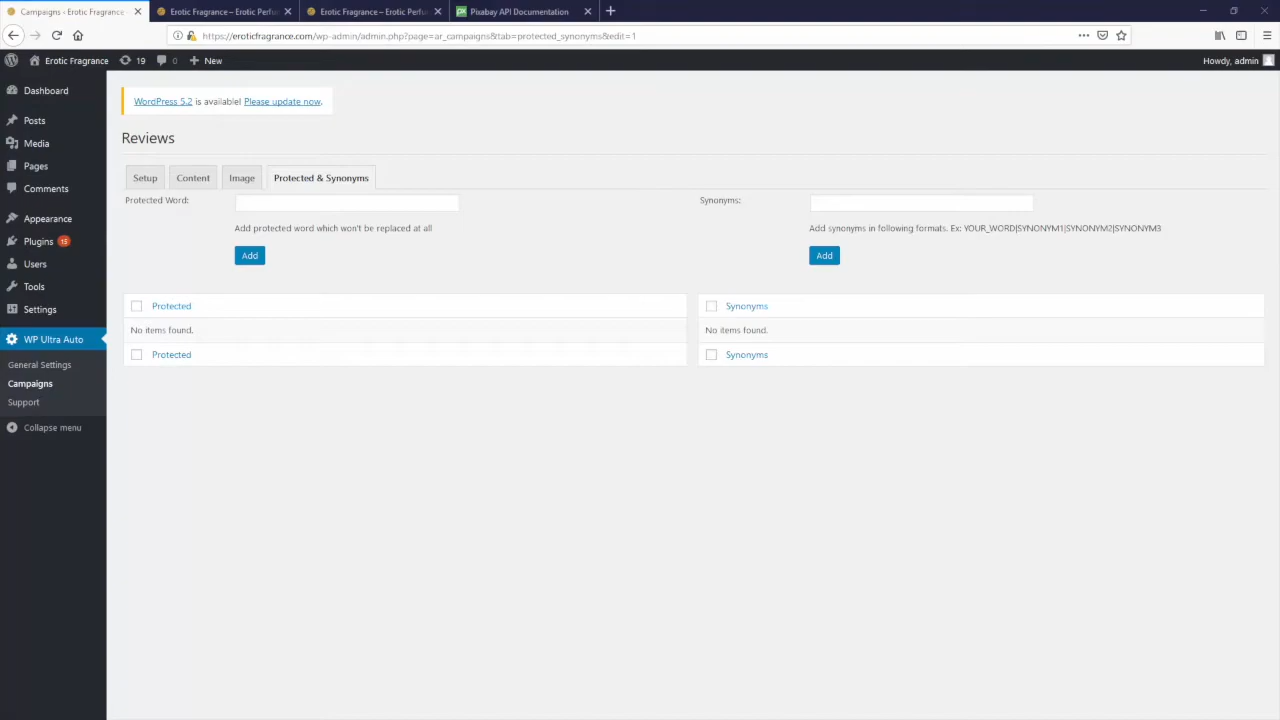 Campaigns ‹ Erotic Fragrance -
Erotic Fragrance – Erotic Perfu
Erotic Fragrance – Erotic Perfu
Pixabay API Documentation
https://eroticfragrance.com/wp-admin/admin.php?page=ar_campaigns&tab=protected_synonyms&edit=1
Erotic Fragrance 19 0 New
Howdy, admin
Dashboard
Posts
Media
Pages
Comments
Appearance
Plugins 15
Users
Tools
Settings
WP Ultra Auto
General Settings
Campaigns
Support
Collapse menu
WordPress 5.2 is available! Please update now.
Reviews
Setup Content Image Protected & Synonyms
Protected Word:
Add protected word which won't be replaced at all
Add
Synonyms:
Add synonyms in following formats. Ex: YOUR_WORD|SYNONYM1|SYNONYM2|SYNONYM3
Add
Protected
No items found.
Protected
Synonyms
No items found.
Synonyms